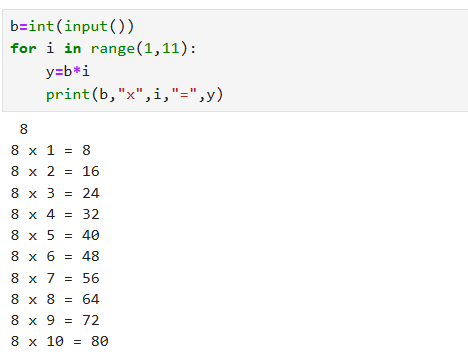 b=int(input())
for i in range(1,11):
    y=b*i
    print(b,"x",i,"=",y)
8
8 x 1 = 8
8 x 2 = 16
8 x 3 = 24
8 x 4 = 32
8 x 5 = 40
8 x 6 = 48
8 x 7 = 56
8 x 8 = 64
8 x 9 = 72
8 x 10 = 80